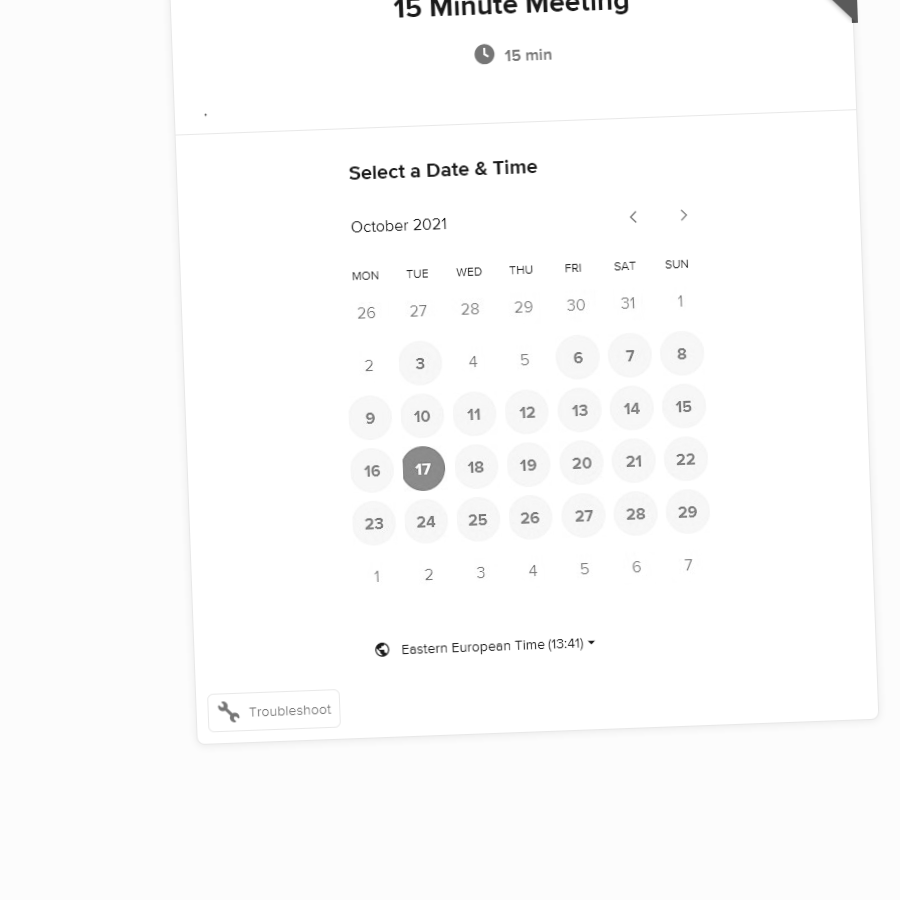 15 Minute Meeting
15 min
.
Select a Date & Time
October 2021
MON TUE WED THU FRI SAT SUN
26 27 28 29 30 31 1
2 3 4 5 6 7 8
9 10 11 12 13 14 15
16 17 18 19 20 21 22
23 24 25 26 27 28 29
1 2 3 4 5 6 7
Eastern European Time (13:41)
Troubleshoot